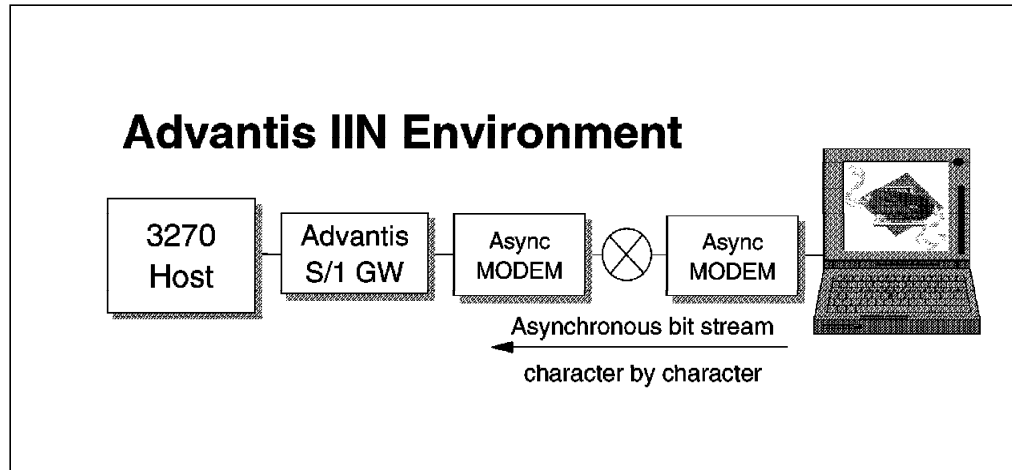 Advantis IIN Environment
3270
Host
Advantis
S/1 GW
Async
MODEM
Async
MODEM
Asynchronous bit stream
character by character